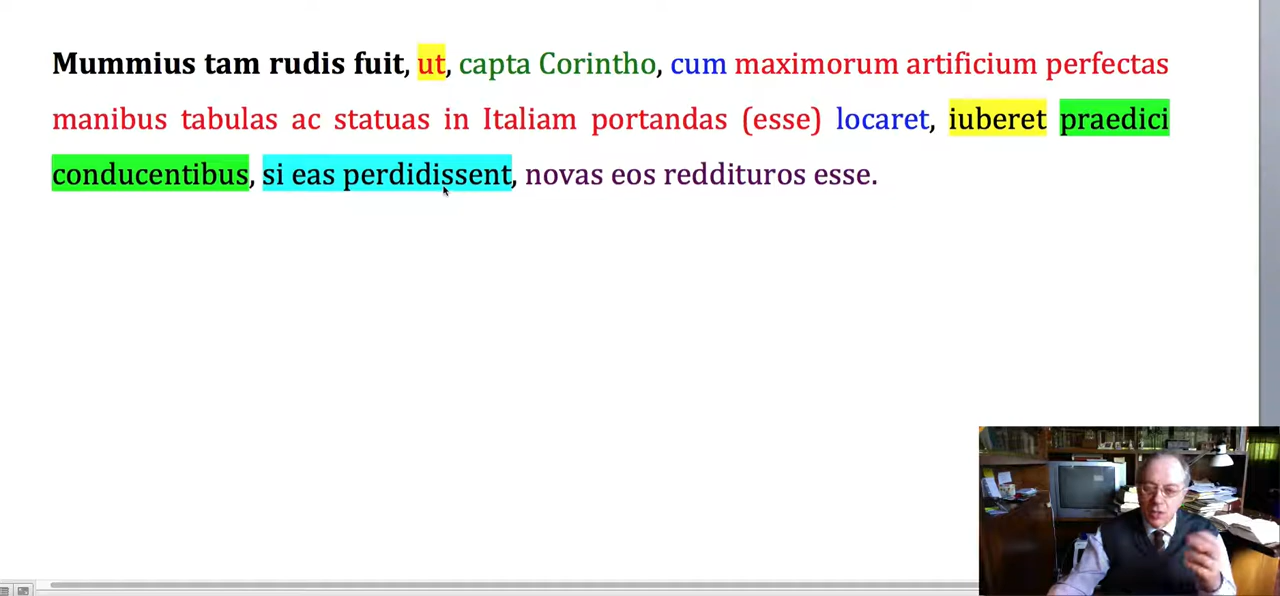 Mummius tam rudis fuit, ut, capta Corintho, cum maximorum artificium perfectas
manibus tabulas ac statuas in Italiam portandas (esse) locaret, iuberet praedici
conducentibus, si eas perdidissent, novas eos reddituros esse.